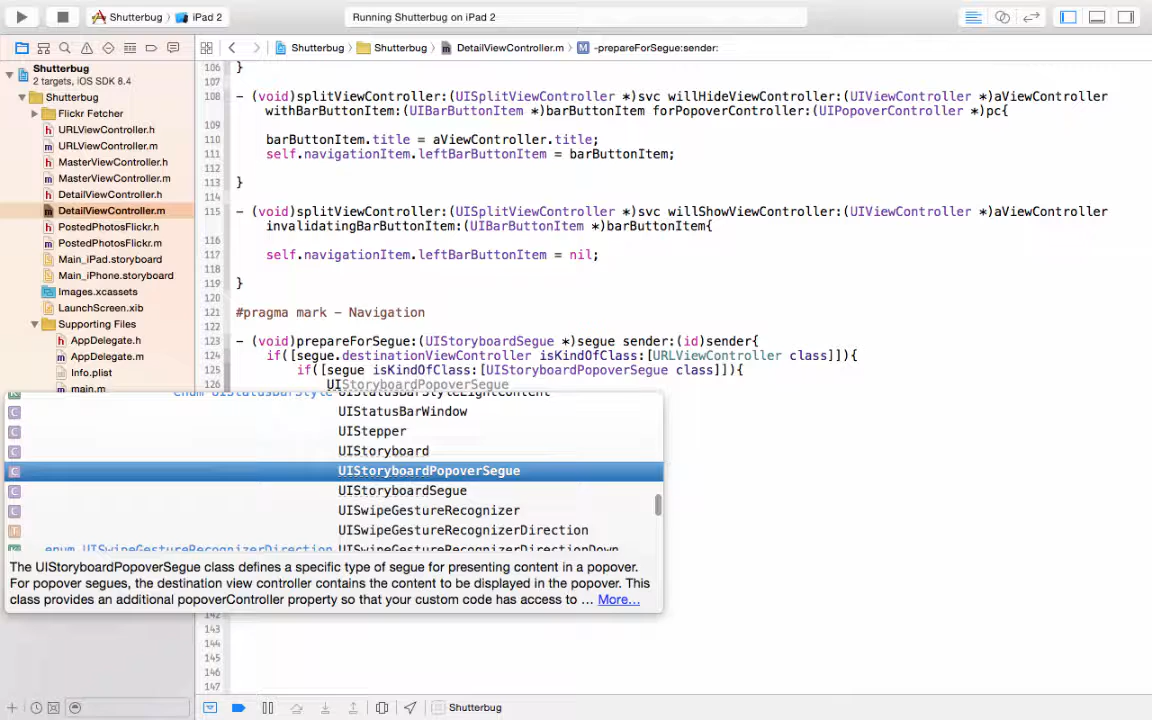 Shutterbug iPad 2
Running Shutterbug on iPad 2
Shutterbug Shutterbug DetailViewController.m -prepareForSegue:sender:
Shutterbug
2 targets, iOS SDK 8.4
Shutterbug
Flickr Fetcher
URLViewController.h
URLViewController.m
MasterViewController.h
MasterViewController.m
DetailViewController.h
DetailViewController.m
PostedPhotosFlickr.h
PostedPhotosFlickr.m
Main_iPad.storyboard
Main_iPhone.storyboard
Images.xcassets
LaunchScreen.xib
Supporting Files
AppDelegate.h
AppDelegate.m
Info.plist
main.m
106 }
107
108 - (void)splitViewController:(UISplitViewController *)svc willHideViewController:(UIViewController *)aViewController
withBarButtonItem:(UIBarButtonItem *)barButtonItem forPopoverController:(UIPopoverController *)pc{
109
110 barButtonItem.title = aViewController.title;
111 self.navigationItem.leftBarButtonItem = barButtonItem;
112
113 }
114
115 - (void)splitViewController:(UISplitViewController *)svc willShowViewController:(UIViewController *)aViewController
invalidatingBarButtonItem:(UIBarButtonItem *)barButtonItem{
116
117 self.navigationItem.leftBarButtonItem = nil;
118
119 }
120
121 #pragma mark - Navigation
122
123 - (void)prepareForSegue:(UIStoryboardSegue *)segue sender:(id)sender{
124 if([segue.destinationViewController isKindOfClass:[URLViewController class]]){
125 if([segue isKindOfClass:[UIStoryboardPopoverSegue class]]){
126 UIStoryboardPopoverSegue
enum UIStatusBarStyle UIStatusBarStyleLightContent
C UIStatusBarWindow
C UIStepper
C UIStoryboard
C UIStoryboardPopoverSegue
C UIStoryboardSegue
C UISwipeGestureRecognizer
T UISwipeGestureRecognizerDirection
K enum UISwipeGestureRecognizerDirection UISwipeGestureRecognizerDirectionDown
The UIStoryboardPopoverSegue class defines a specific type of segue for presenting content in a popover.
For popover segues, the destination view controller contains the content to be displayed in the popover. This
class provides an additional popoverController property so that your custom code has access to ... More...
142
143
144
145
146
147
Shutterbug